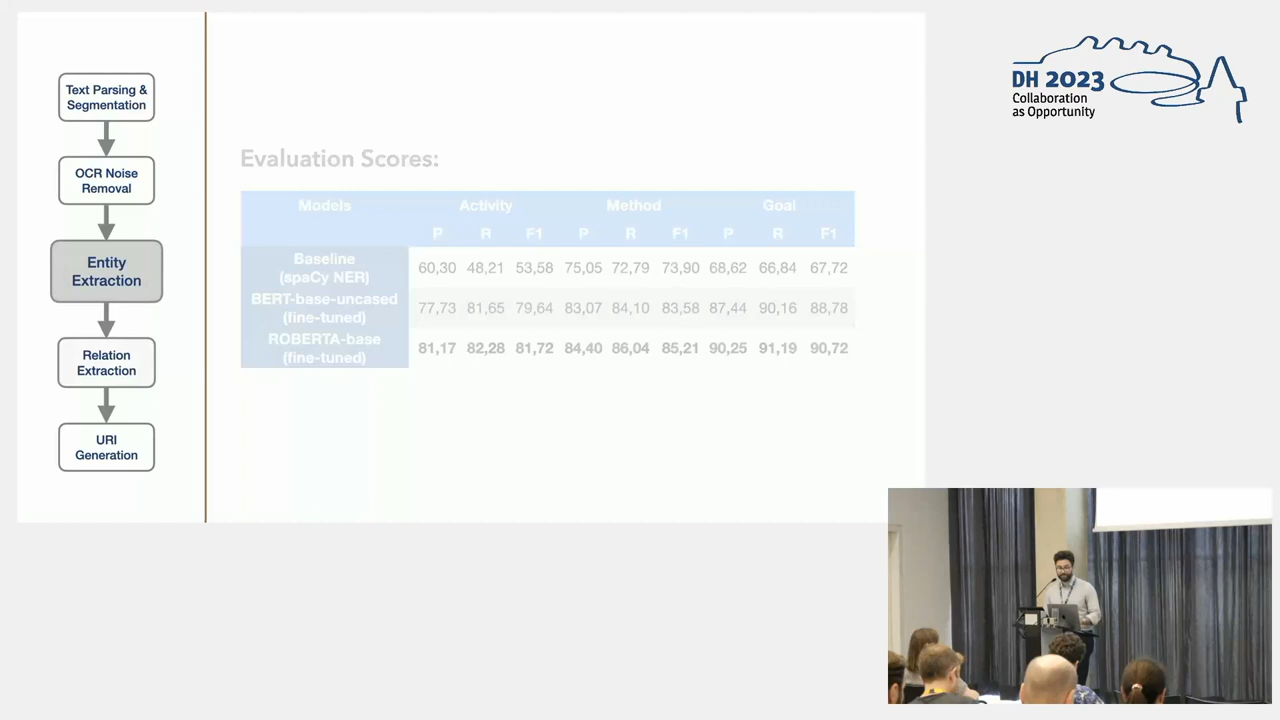 Text Parsing &
Segmentation
OCR Noise
Removal
Entity
Extraction
Relation
Extraction
URI
Generation
Evaluation Scores:
Models Activity Method Goal
P R F1 P R F1 P R F1
Baseline
(spaCy NER)
60,30 48,21 53,58 75,05 72,79 73,90 68,62 66,84 67,72
BERT-base-uncased
(fine-tuned)
77,73 81,65 79,64 83,07 84,10 83,58 87,44 90,16 88,78
ROBERTA-base
(fine-tuned)
81,17 82,28 81,72 84,40 86,04 85,21 90,25 91,19 90,72
DH 2023
Collaboration
as Opportunity